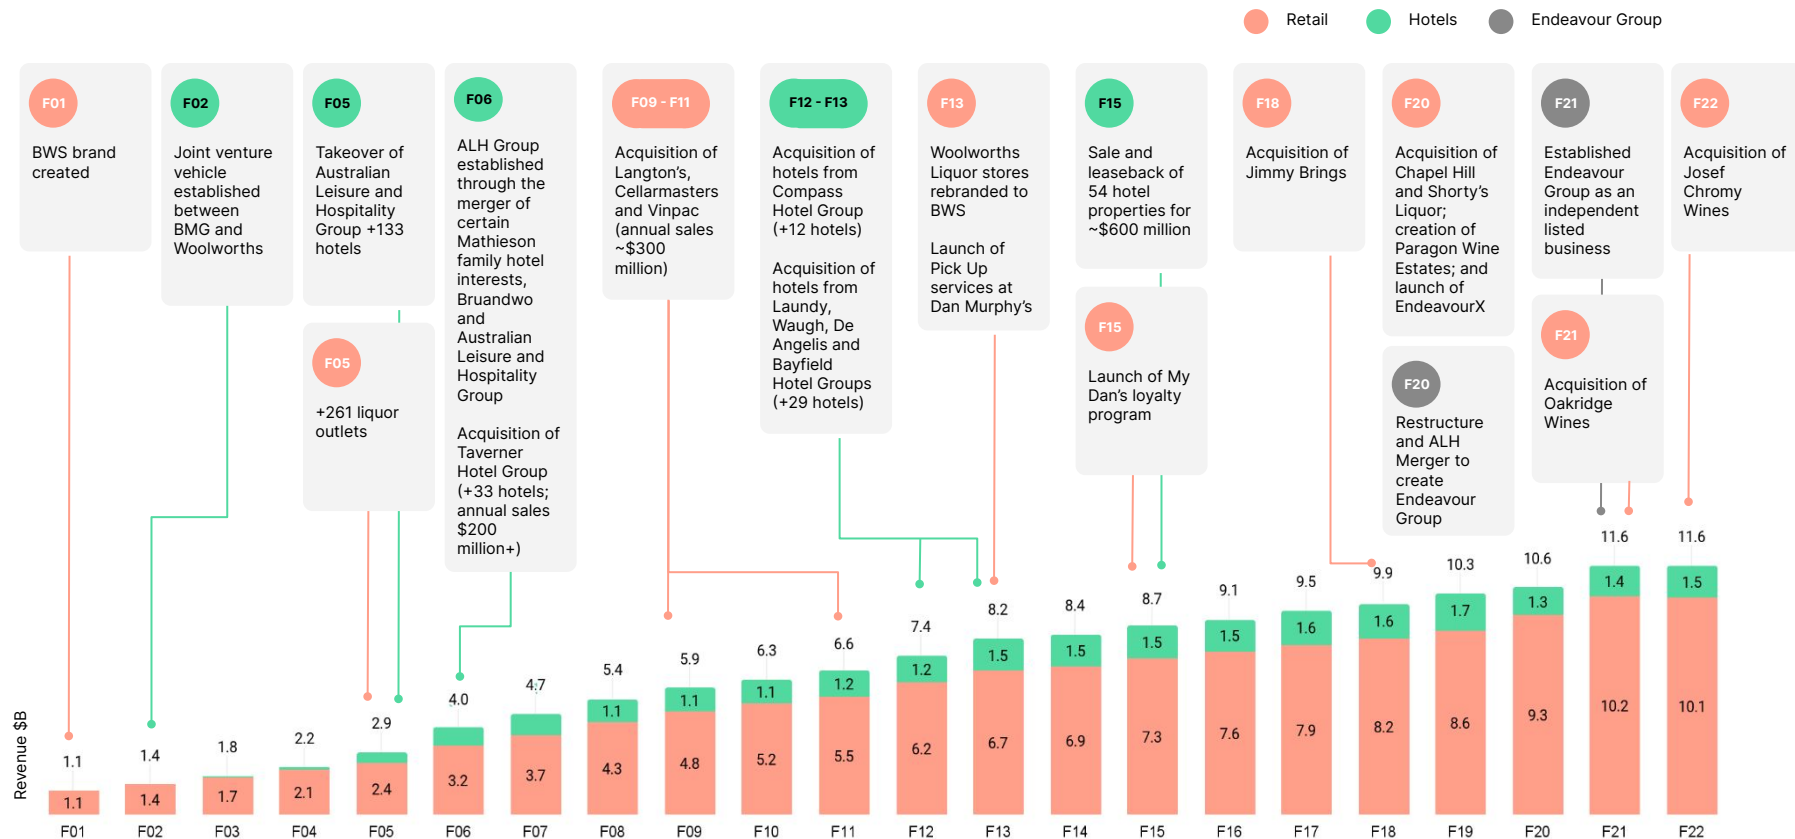 Retail
Hotels
Endeavour Group
F01
BWS brand
created
F02
Joint venture
vehicle
established
between
BMG and
Woolworths
F05
Takeover of
Australian
Leisure and
Hospitality
Group +133
hotels
F05
+261 liquor
outlets
F06
ALH Group
established
through the
merger of
certain
Mathieson
family hotel
interests,
Bruandwo
and
Australian
Leisure and
Hospitality
Group
Acquisition of
Taverner
Hotel Group
(+33 hotels;
annual sales
$200
million+)
F09 - F11
Acquisition of
Langton’s,
Cellarmasters
and Vinpac
(annual sales
~$300
million)
F12 - F13
Acquisition of
hotels from
Compass
Hotel Group
(+12 hotels)
Acquisition of
hotels from
Laundy,
Waugh, De
Angelis and
Bayfield
Hotel Groups
(+29 hotels)
F13
Woolworths
Liquor stores
rebranded to
BWS
Launch of
Pick Up
services at
Dan Murphy’s
F15
Sale and
leaseback of
54 hotel
properties for
~$600 million
F15
Launch of My
Dan’s loyalty
program
F18
Acquisition of
Jimmy Brings
F20
Acquisition of
Chapel Hill
and Shorty’s
Liquor;
creation of
Paragon Wine
Estates; and
launch of
EndeavourX
F20
Restructure
and ALH
Merger to
create
Endeavour
Group
F21
Established
Endeavour
Group as an
independent
listed
business
F21
Acquisition of
Oakridge
Wines
F22
Acquisition of
Josef
Chromy
Wines
Revenue $B
1.1
1.4
1.8
2.2
2.9
4.0
4.7
5.4
5.9
6.3
6.6
7.4
8.2
8.4
8.7
9.1
9.5
9.9
10.3
10.6
11.6
11.6
1.1
1.1
1.1
1.2
1.2
1.5
1.5
1.5
1.5
1.6
1.6
1.7
1.3
1.4
1.5
1.1
1.4
1.7
2.1
2.4
3.2
3.7
4.3
4.8
5.2
5.5
6.2
6.7
6.9
7.3
7.6
7.9
8.2
8.6
9.3
10.2
10.1
F01
F02
F03
F04
F05
F06
F07
F08
F09
F10
F11
F12
F13
F14
F15
F16
F17
F18
F19
F20
F21
F22